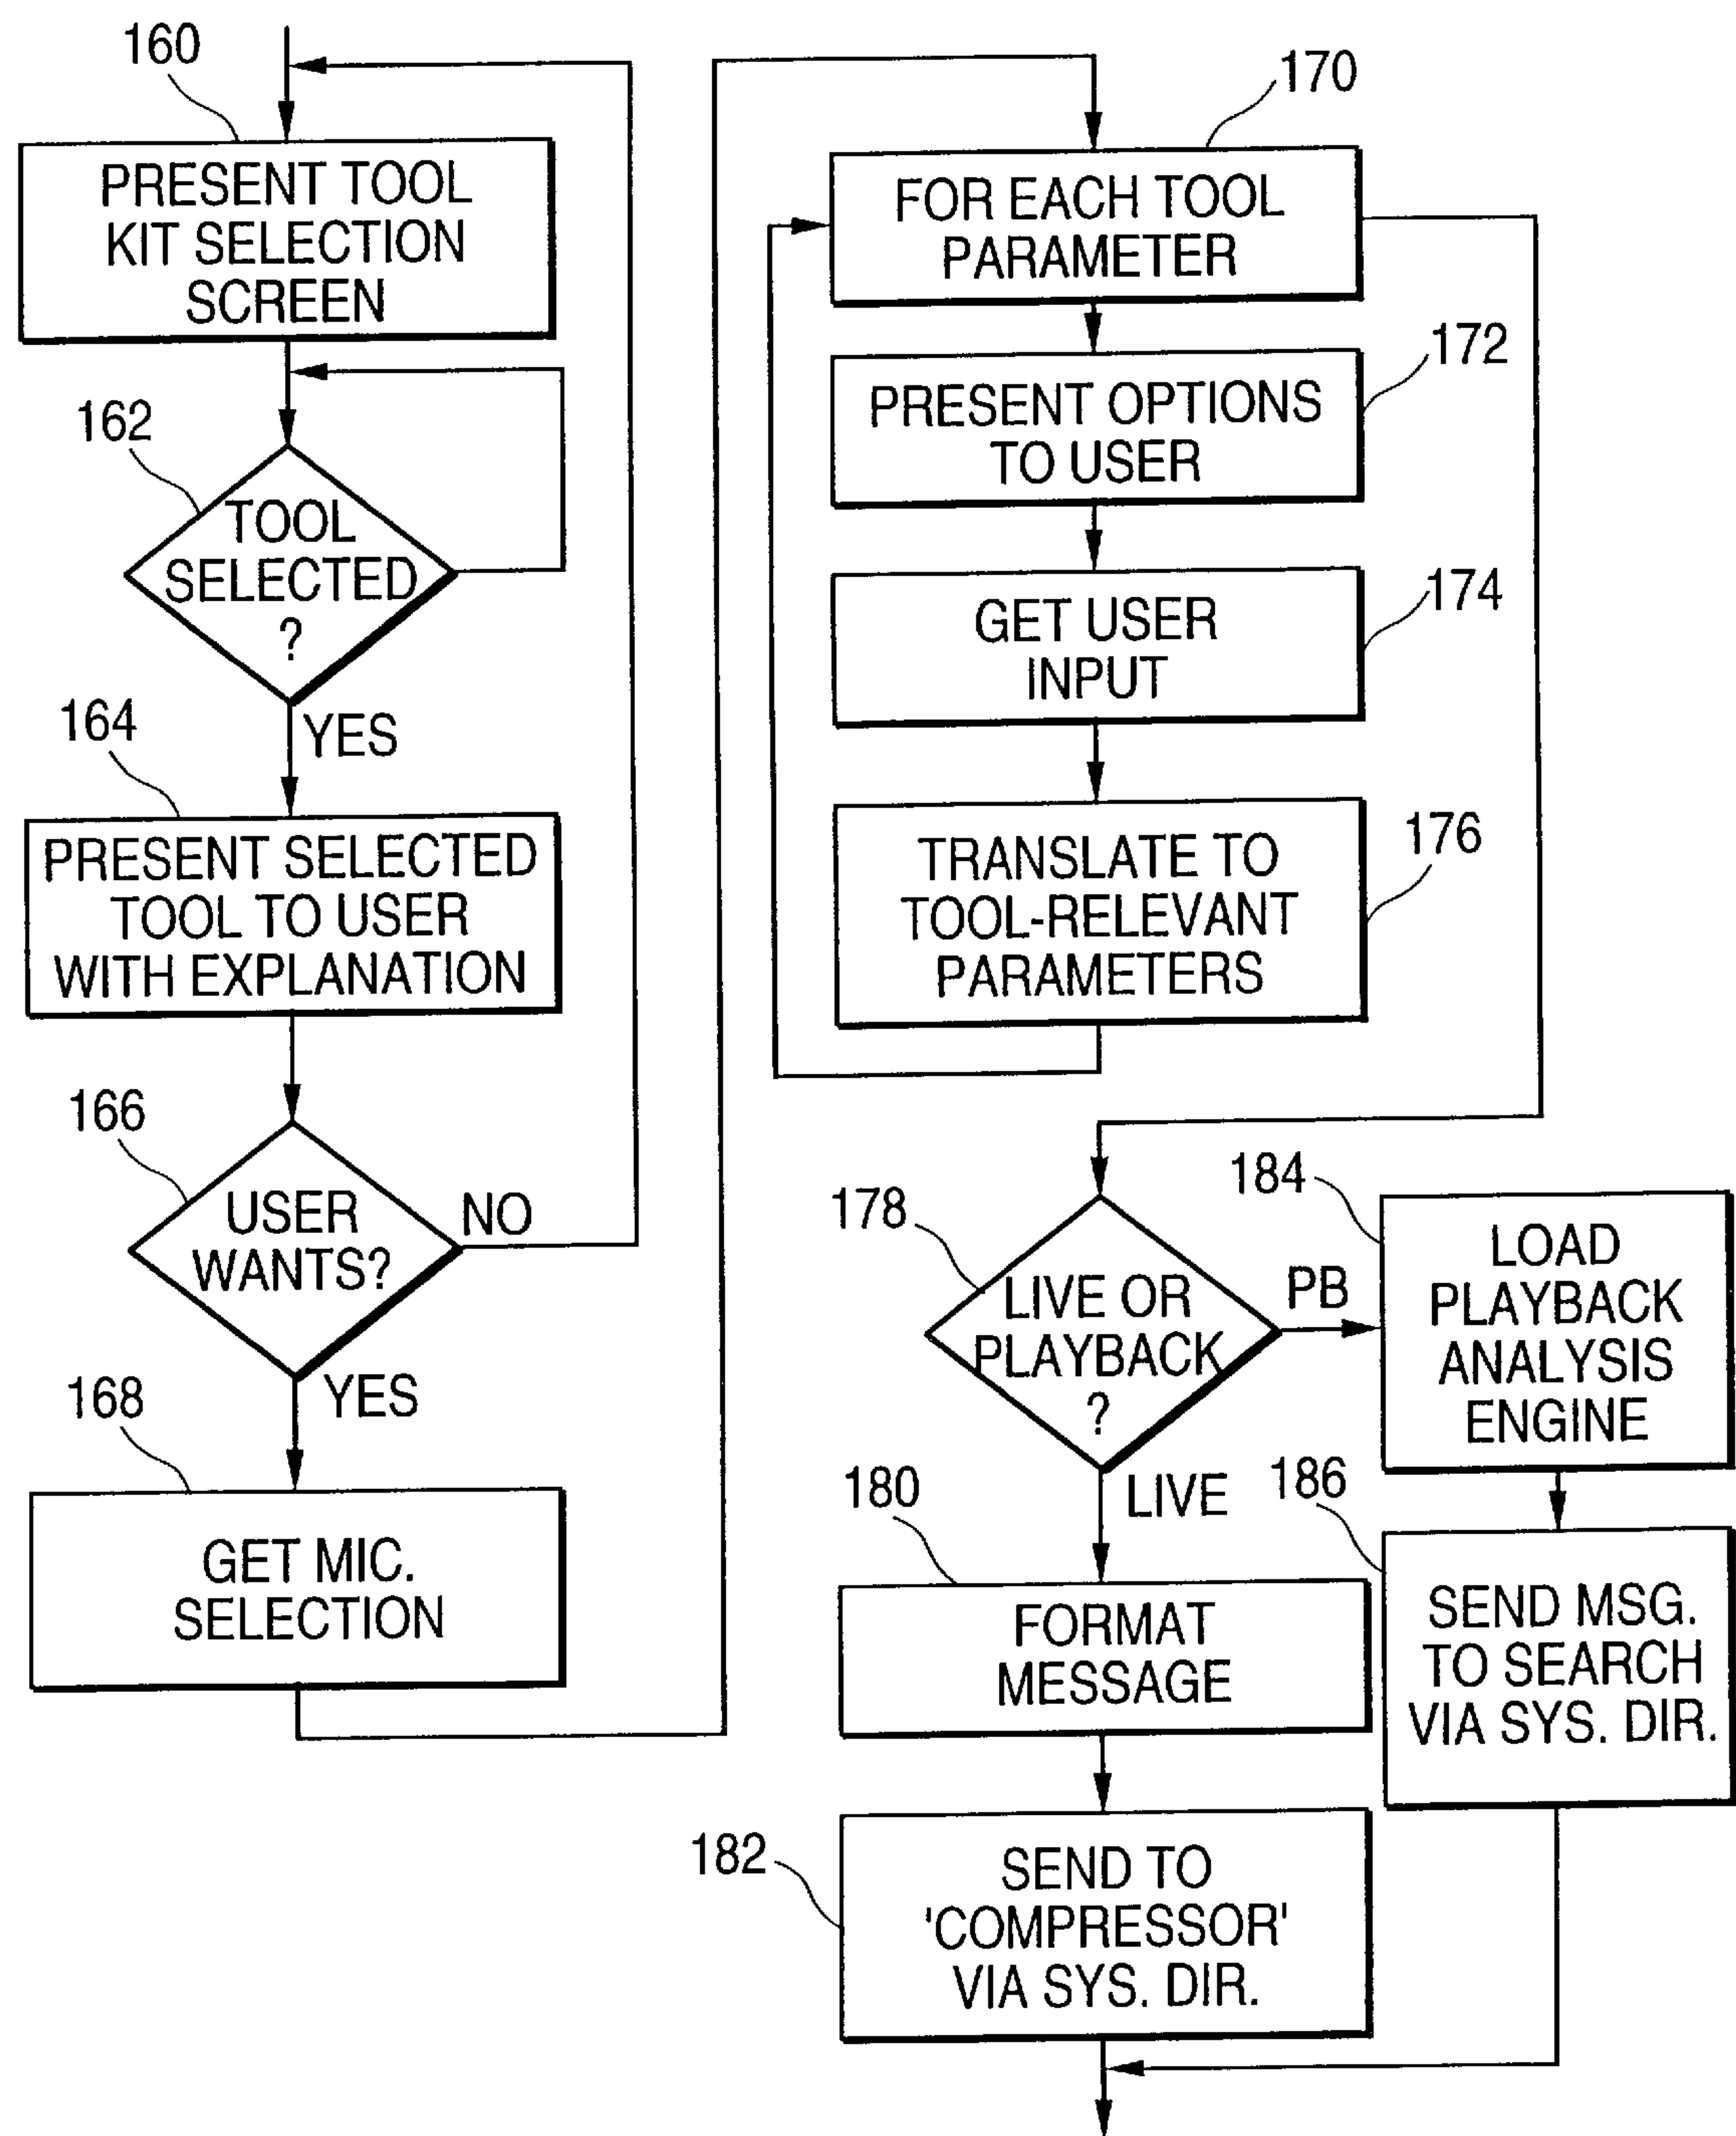 160
PRESENT TOOL
KIT SELECTION
SCREEN
162
TOOL
SELECTED
?
YES
164
PRESENT SELECTED
TOOL TO USER
WITH EXPLANATION
166
USER
WANTS?
NO
YES
168
GET MIC.
SELECTION
170
FOR EACH TOOL
PARAMETER
172
PRESENT OPTIONS
TO USER
174
GET USER
INPUT
176
TRANSLATE TO
TOOL-RELEVANT
PARAMETERS
178
LIVE OR
PLAYBACK
?
PB
LIVE
184
LOAD
PLAYBACK
ANALYSIS
ENGINE
186
SEND MSG.
TO SEARCH
VIA SYS. DIR.
180
FORMAT
MESSAGE
182
SEND TO
'COMPRESSOR'
VIA SYS. DIR.